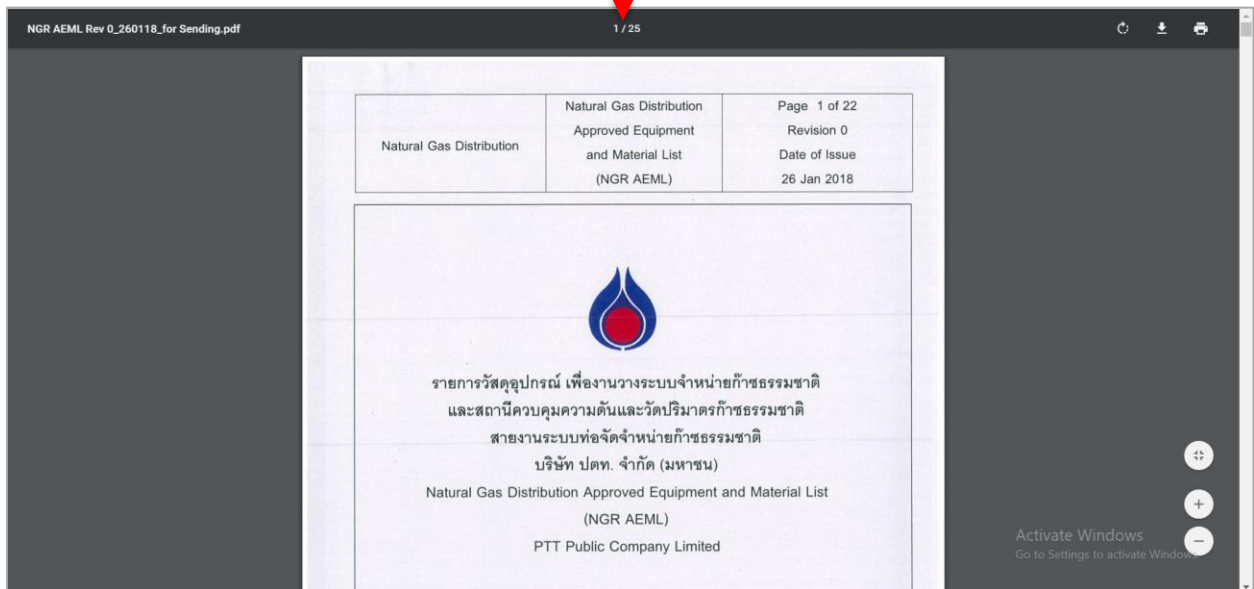 NGR AEML Rev 0_260118_for Sending.pdf
1 / 25
Natural Gas Distribution
Natural Gas Distribution
Approved Equipment
and Material List
(NGR AEML)
Page 1 of 22
Revision 0
Date of Issue
26 Jan 2018
รายการวัสดุอุปกรณ์ เพื่องานวางระบบจำหน่ายก๊าซธรรมชาติ
และสถานีควบคุมความดันและวัดปริมาตรก๊าซธรรมชาติ
สายงานระบบท่อจัดจำหน่ายก๊าซธรรมชาติ
บริษัท ปตท. จำกัด (มหาชน)
Natural Gas Distribution Approved Equipment and Material List
(NGR AEML)
PTT Public Company Limited
Activate Windows
Go to Settings to activate Windows.